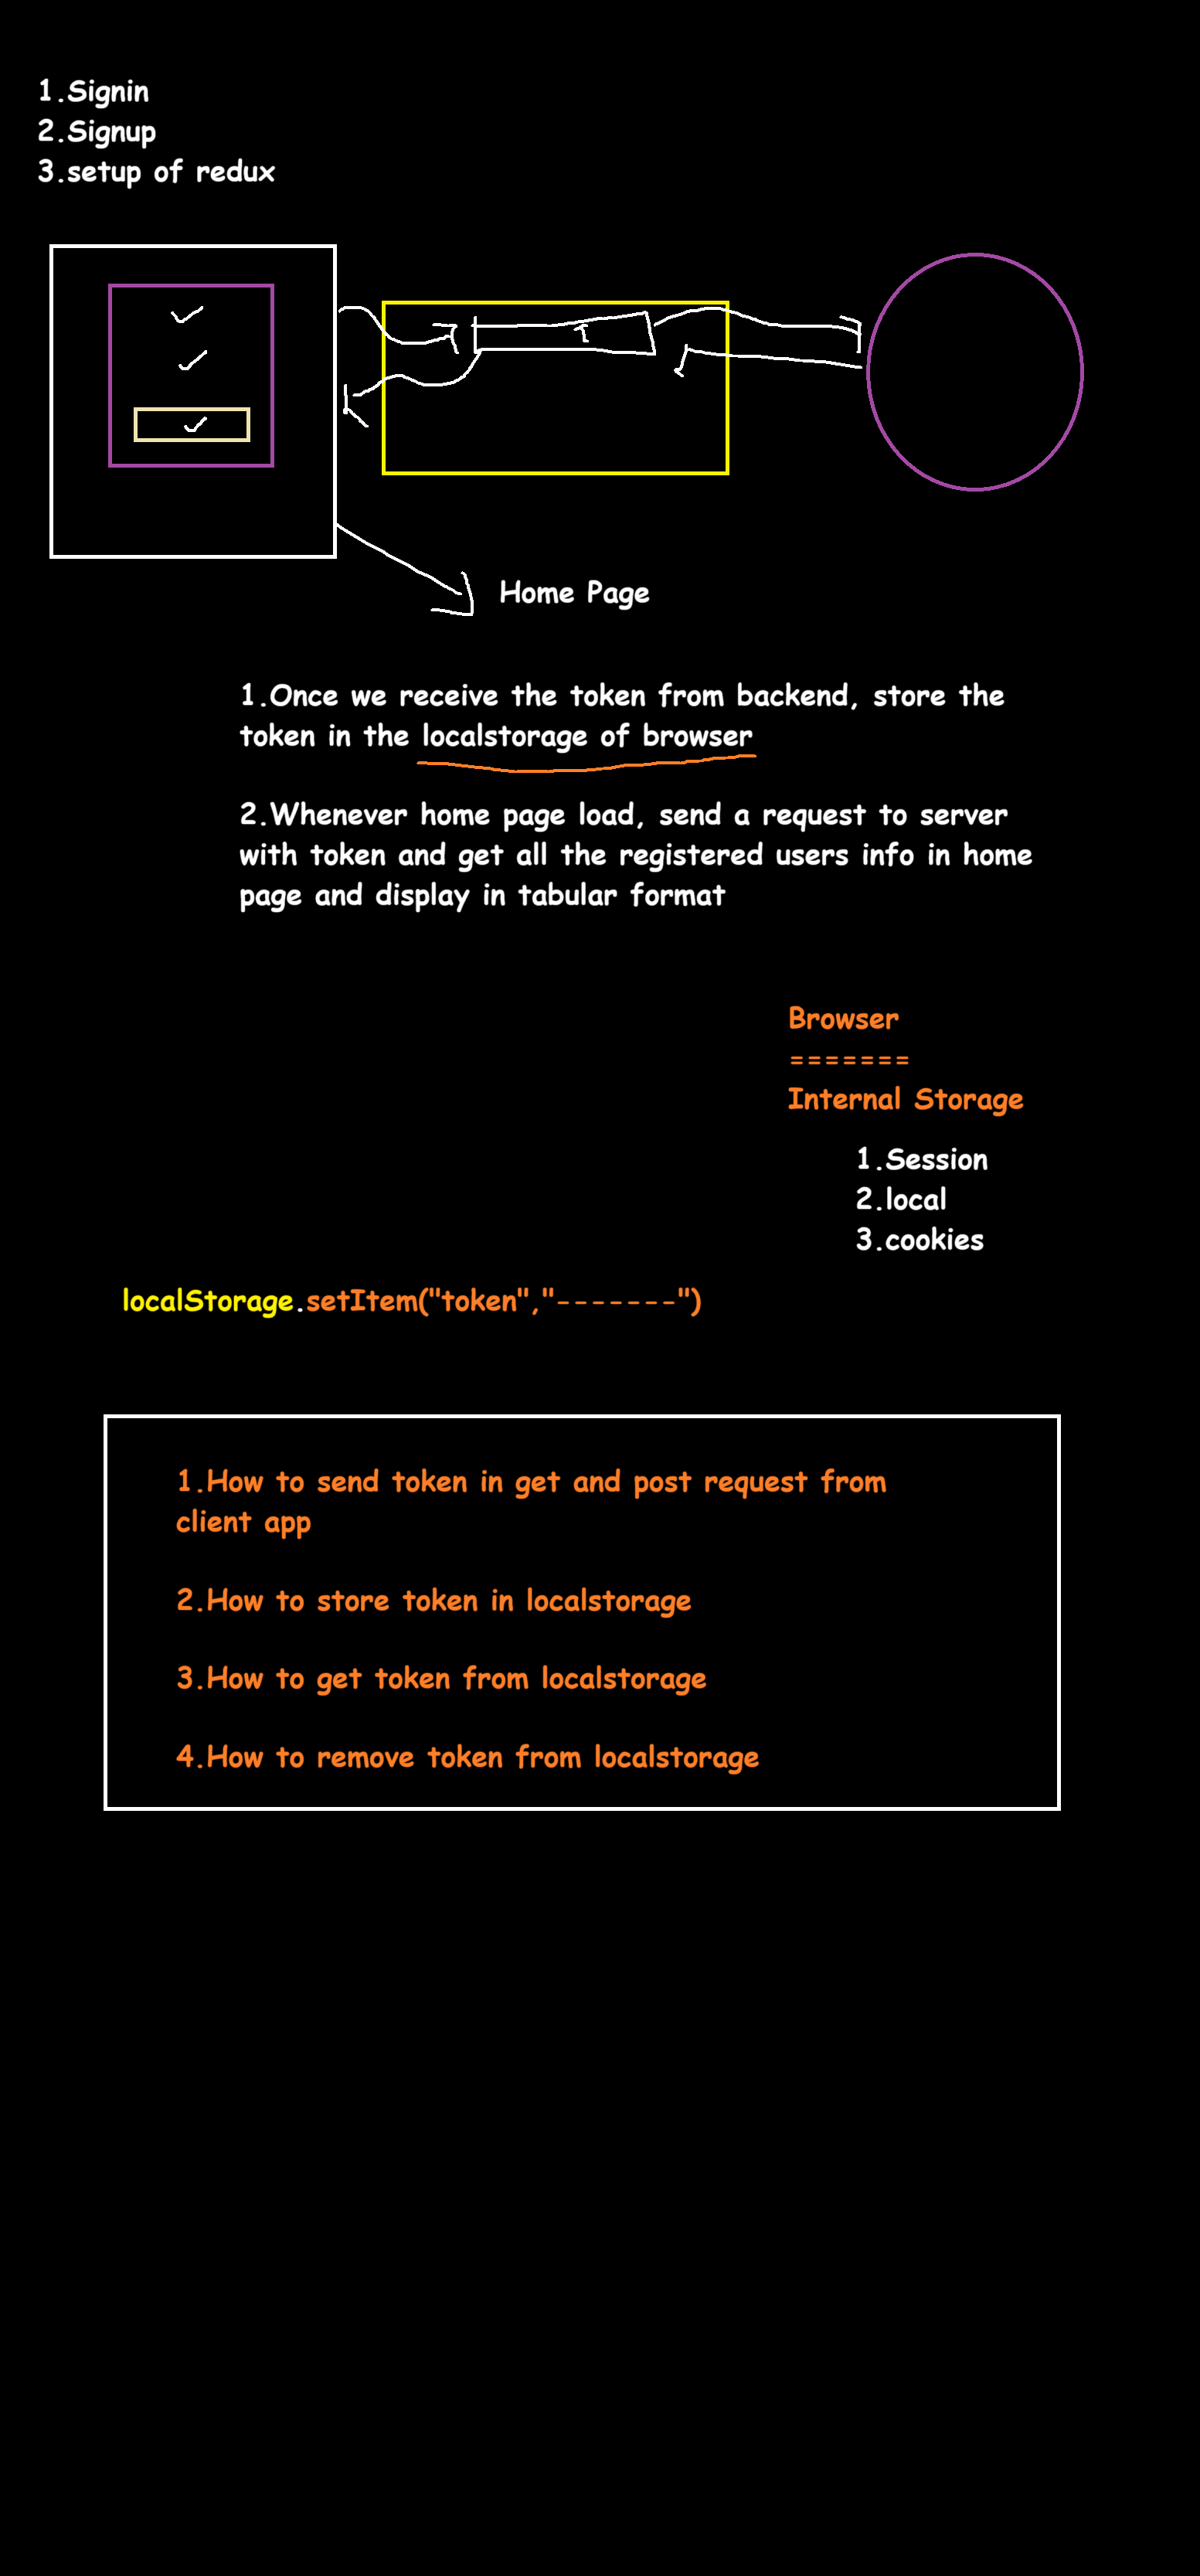 1.Signin
2.Signup
3.setup of redux
Home Page
1.Once we receive the token from backend, store the
token in the localstorage of browser
2.Whenever home page load, send a request to server
with token and get all the registered users info in home
page and display in tabular format
Browser
=======
Internal Storage
1.Session
2.local
3.cookies
localStorage.setItem("token","-------")
1.How to send token in get and post request from
client app
2.How to store token in localstorage
3.How to get token from localstorage
4.How to remove token from localstorage